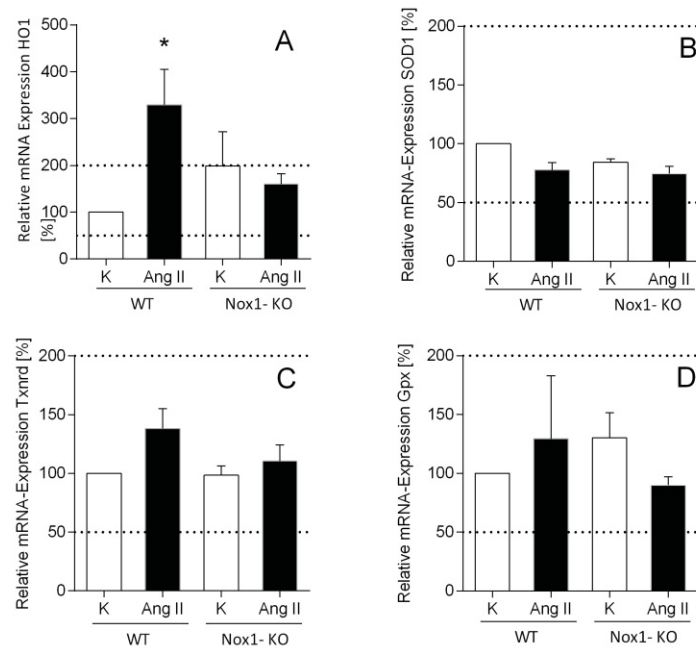 A
Relative mRNA Expression HO1
[%]
500
400
300
200
100
0
*
K Ang II K Ang II
WT Nox1- KO
B
Relative mRNA-Expression SOD1 [%]
200
150
100
50
0
K Ang II K Ang II
WT Nox1- KO
C
Relative mRNA-Expression Txnrd [%]
200
150
100
50
0
K Ang II K Ang II
WT Nox1- KO
D
Relative mRNA-Expression Gpx [%]
200
150
100
50
0
K Ang II K Ang II
WT Nox1- KO